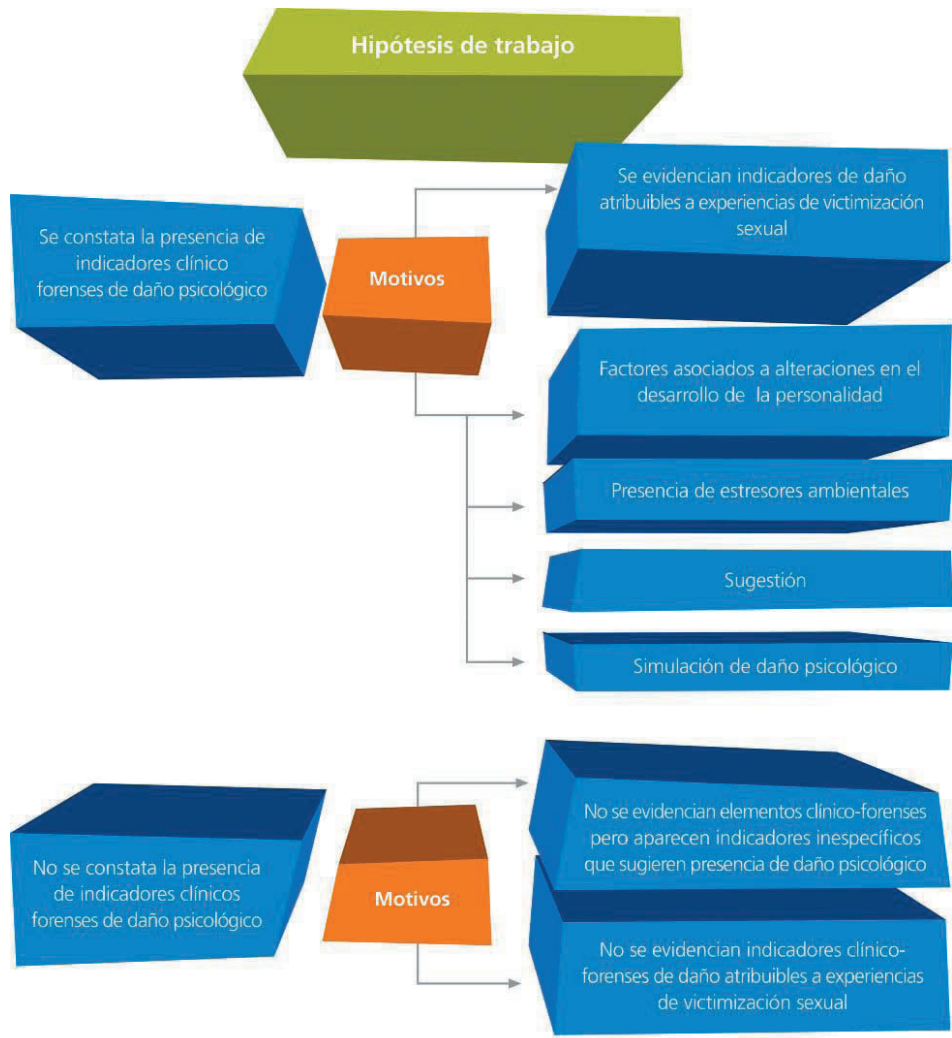 Hipótesis de trabajo
Se constata la presencia de
indicadores clínico
forenses de daño psicológico
Motivos
Se evidencian indicadores de daño
atribuibles a experiencias de victimización
sexual
Factores asociados a alteraciones en el
desarrollo de la personalidad
Presencia de estresores ambientales
Sugestión
Simulación de daño psicológico
No se constata la presencia
de indicadores clínicos
forenses de daño psicológico
Motivos
No se evidencian elementos clínico-forenses
pero aparecen indicadores inespecíficos
que sugieren presencia de daño psicológico
No se evidencian indicadores clínico-
forenses de daño atribuibles a experiencias
de victimización sexual